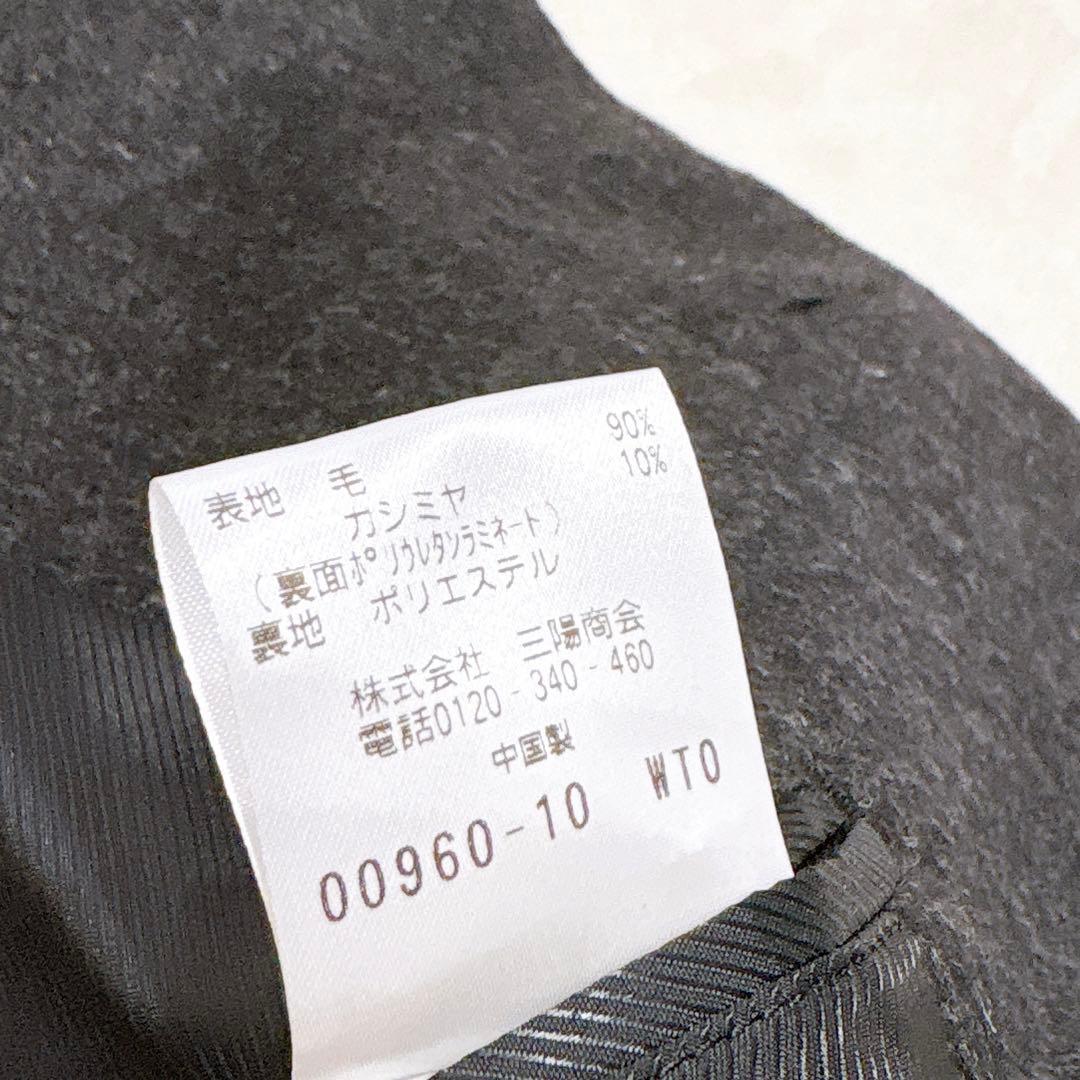 表地 毛 90%
カシミヤ 10%
(裏面ポリウレタンラミネート)
裏地 ポリエステル
株式会社 三陽商会
電話0120-340-460
中国製
00960-10 WTO